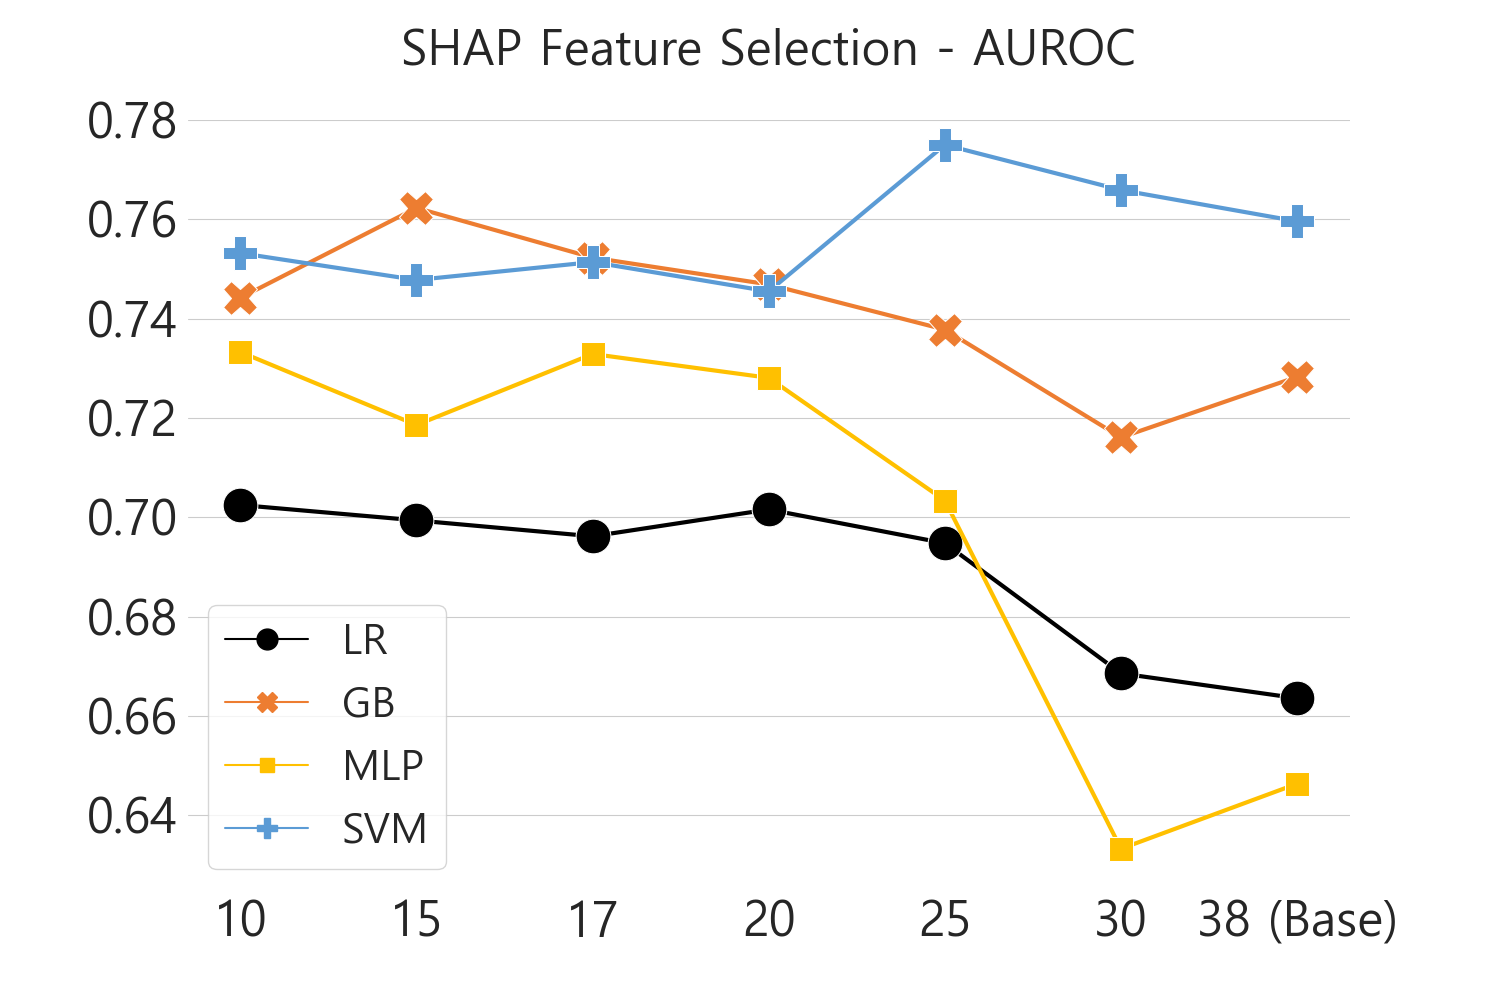 SHAP Feature Selection - AUROC
0.78
0.76
0.74
0.72
0.70
0.68
0.66
0.64
LR
GB
MLP
SVM
10 15 17 20 25 30 38 (Base)